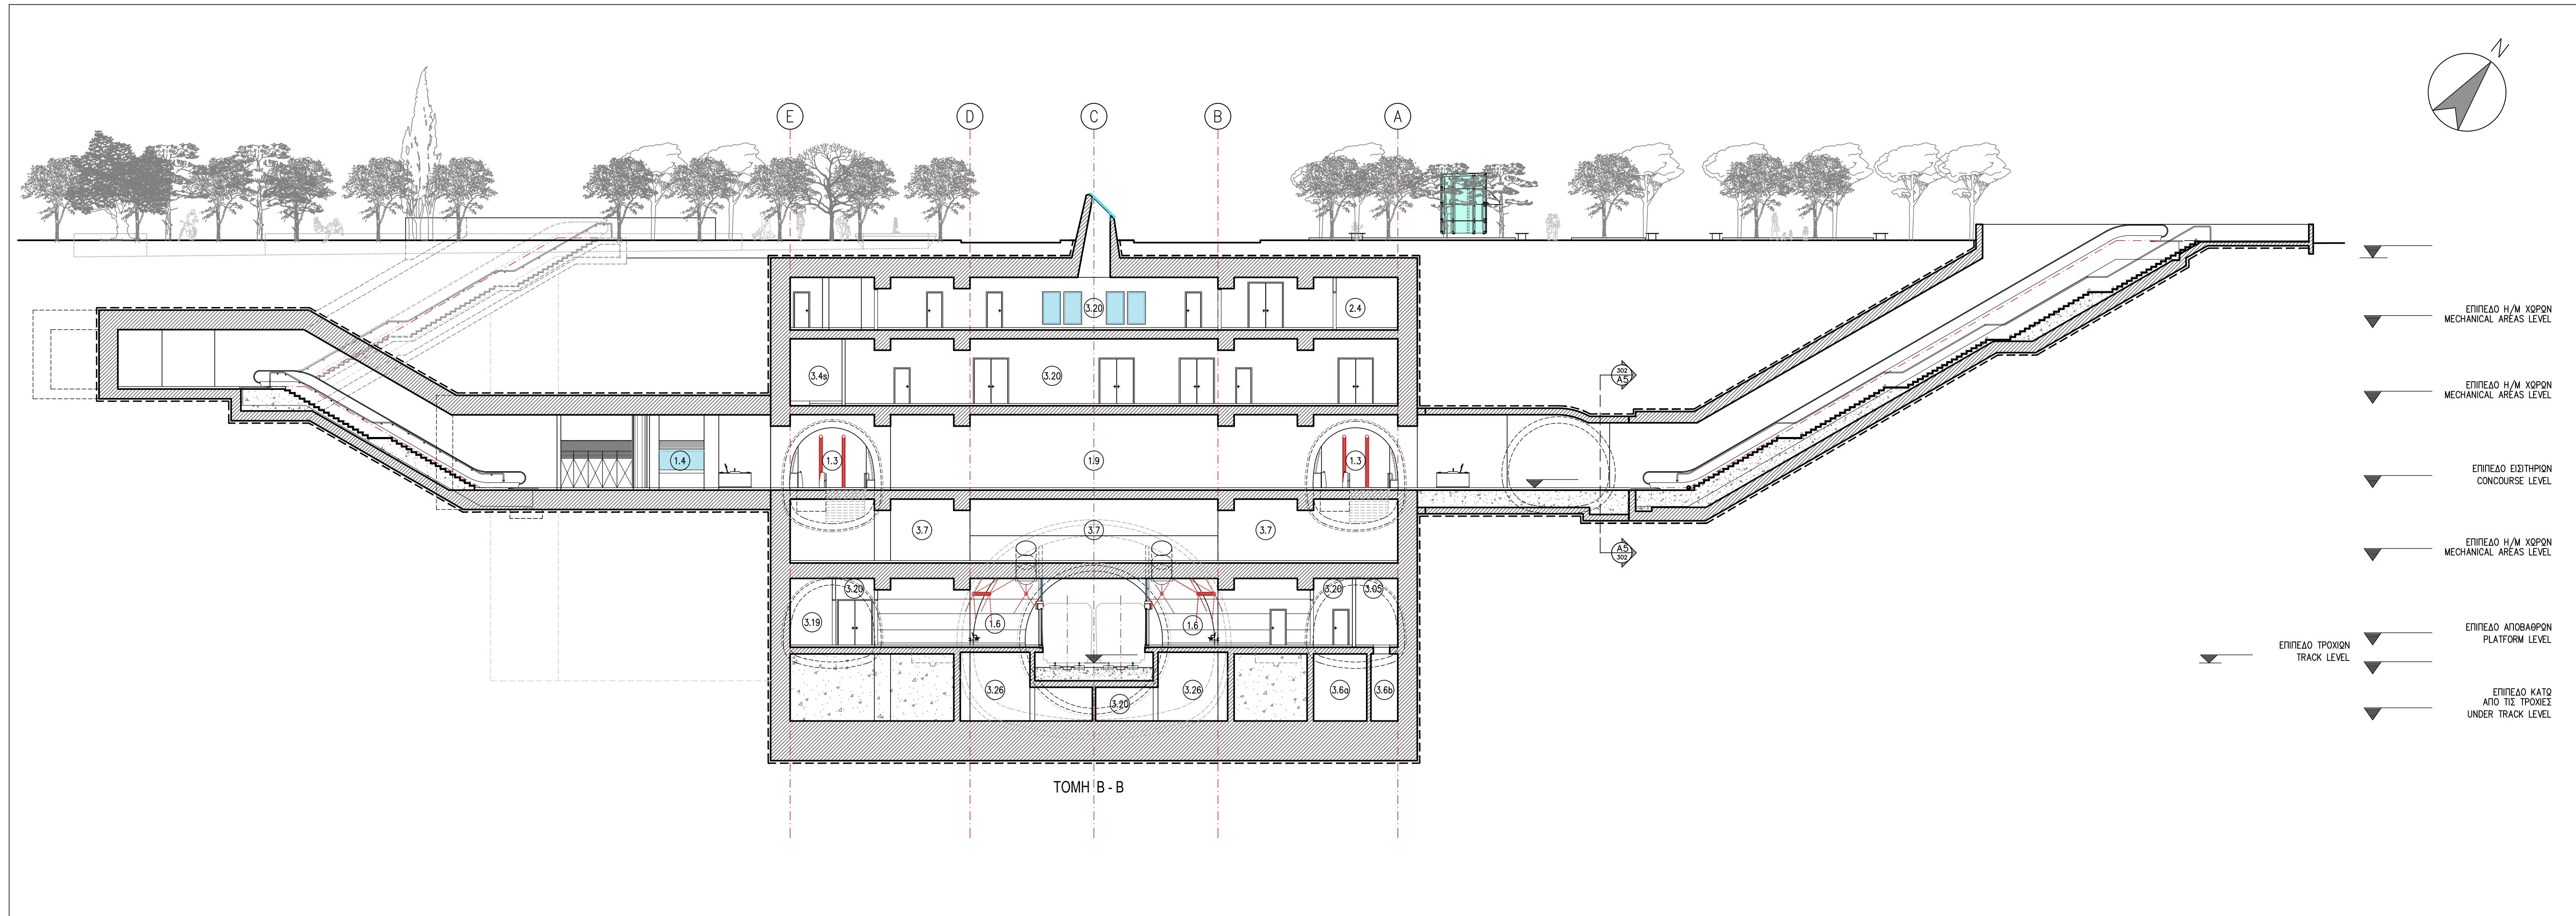 N
E
D
C
B
A
3.20
2.4
3.4s
3.20
302
A5
1.4
1.3
1.9
1.3
3.7
3.7
3.7
A5
302
3.20
3.20
3.05
3.19
1.6
1.6
3.26
3.20
3.26
3.6a
3.6b
ΕΠΙΠΕΔΟ Η/Μ ΧΩΡΩΝ
MECHANICAL AREAS LEVEL
ΕΠΙΠΕΔΟ Η/Μ ΧΩΡΩΝ
MECHANICAL AREAS LEVEL
ΕΠΙΠΕΔΟ ΕΙΣΙΤΗΡΙΩΝ
CONCOURSE LEVEL
ΕΠΙΠΕΔΟ Η/Μ ΧΩΡΩΝ
MECHANICAL AREAS LEVEL
ΕΠΙΠΕΔΟ ΑΠΟΒΑΘΡΩΝ
PLATFORM LEVEL
ΕΠΙΠΕΔΟ ΤΡΟΧΙΩΝ
TRACK LEVEL
ΕΠΙΠΕΔΟ ΚΑΤΩ
ΑΠΟ ΤΙΣ ΤΡΟΧΙΕΣ
UNDER TRACK LEVEL
ΤΟΜΗ Β - Β